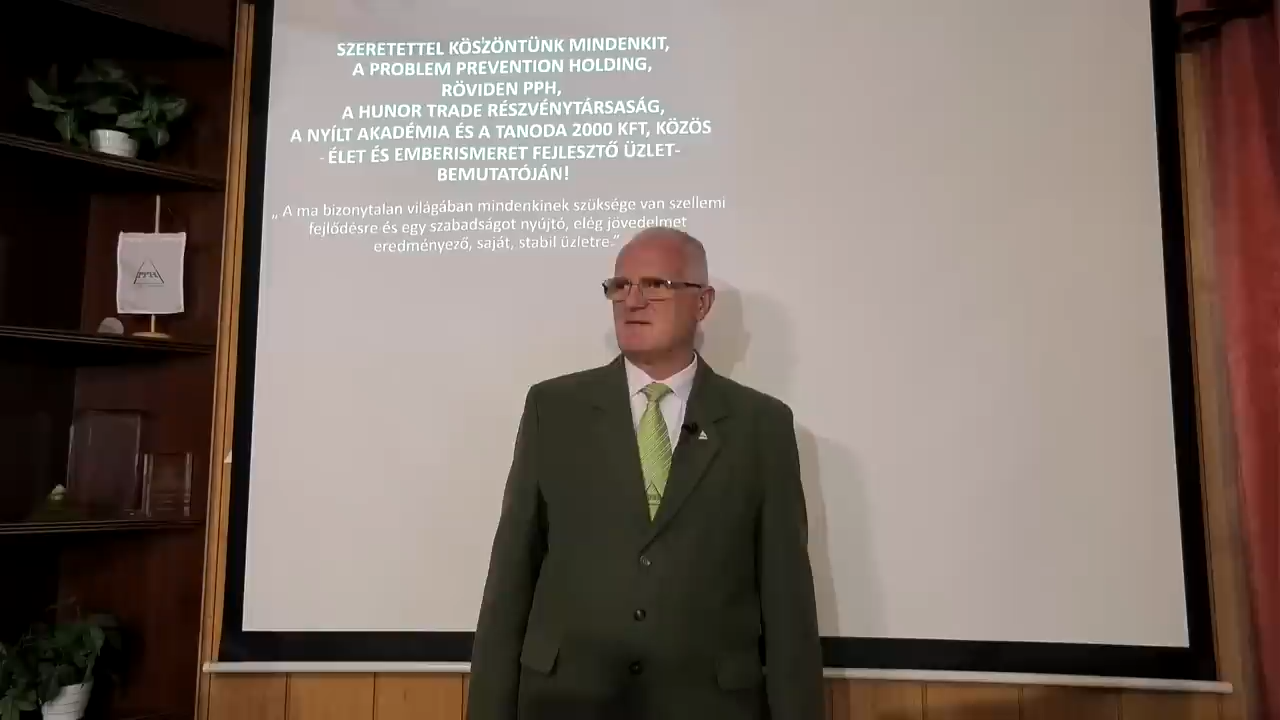 SZERETETTEL KÖSZÖNTÜNK MINDENKIT,
A PROBLEM PREVENTION HOLDING,
RÖVIDEN PPH,
A HUNOR TRADE RÉSZVÉNYTÁRSASÁG,
A NYÍLT AKADÉMIA ÉS A TANODA 2000 KFT, KÖZÖS
- ÉLET ÉS EMBERISMERET FEJLESZTŐ ÜZLET-
BEMUTATÓJÁN!
„ A ma bizonytalan világában mindenkinek szüksége van szellemi
fejlődésre és egy szabadságot nyújtó, elég jövedelmet
eredményező, saját, stabil üzletre.”